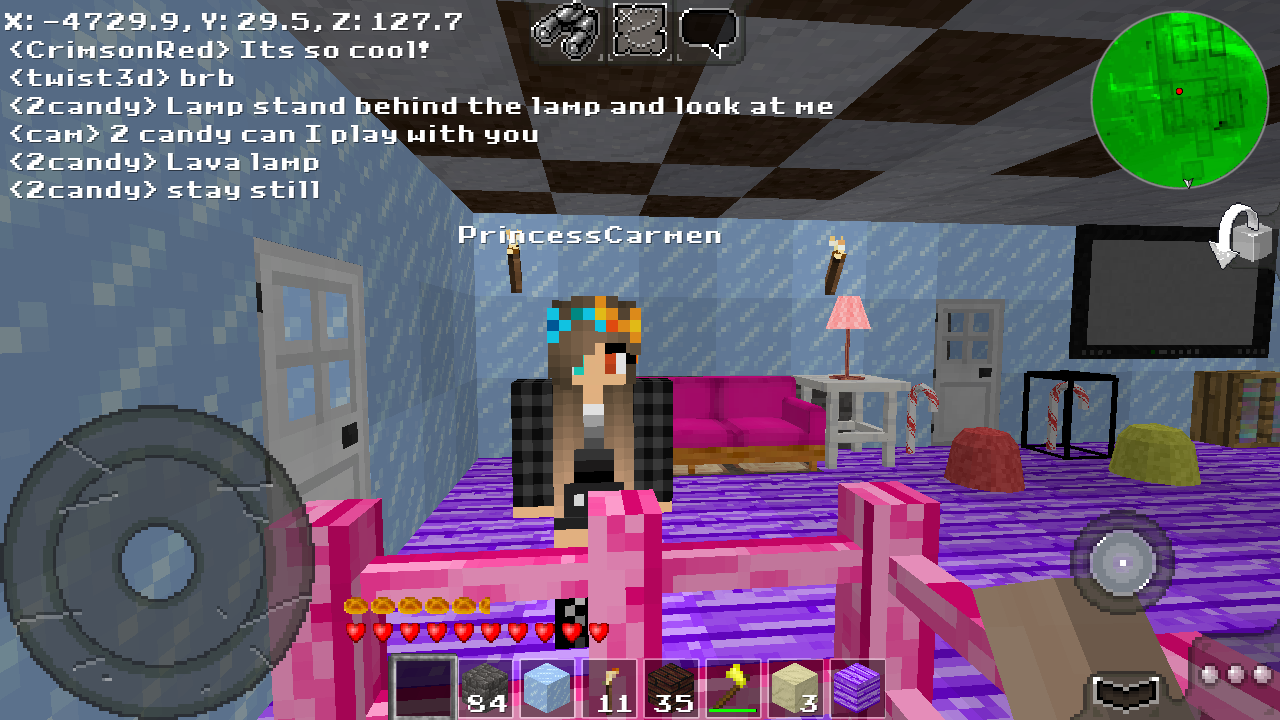 X: -4729.9, Y: 29.5, Z: 127.7
<CrimsonRed> Its so cool!
<twist3d> brb
<2candy> Lamp stand behind the lamp and look at me
<cam> 2 candy can I play with you
<2candy> Lava lamp
<2candy> stay still
PrincessCarmen
84 11 35 3